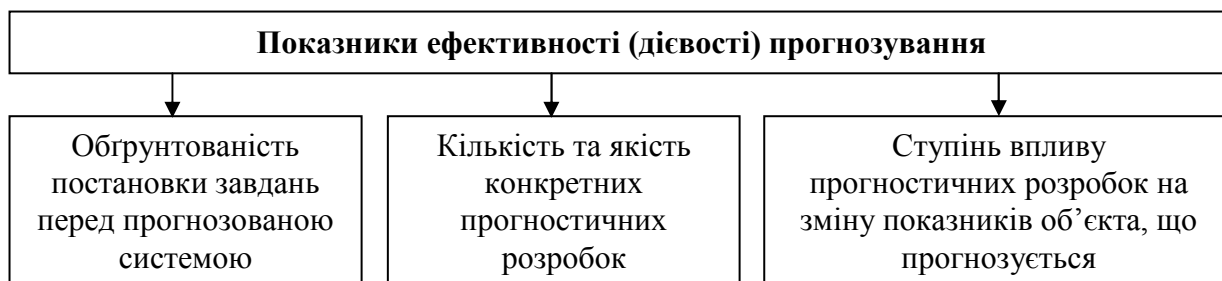 Показники ефективності (дієвості) прогнозування
Обґрунтованість
постановки завдань
перед прогнозованою
системою
Кількість та якість
конкретних
прогностичних
розробок
Ступінь впливу
прогностичних розробок на
зміну показників об’єкта, що
прогнозується